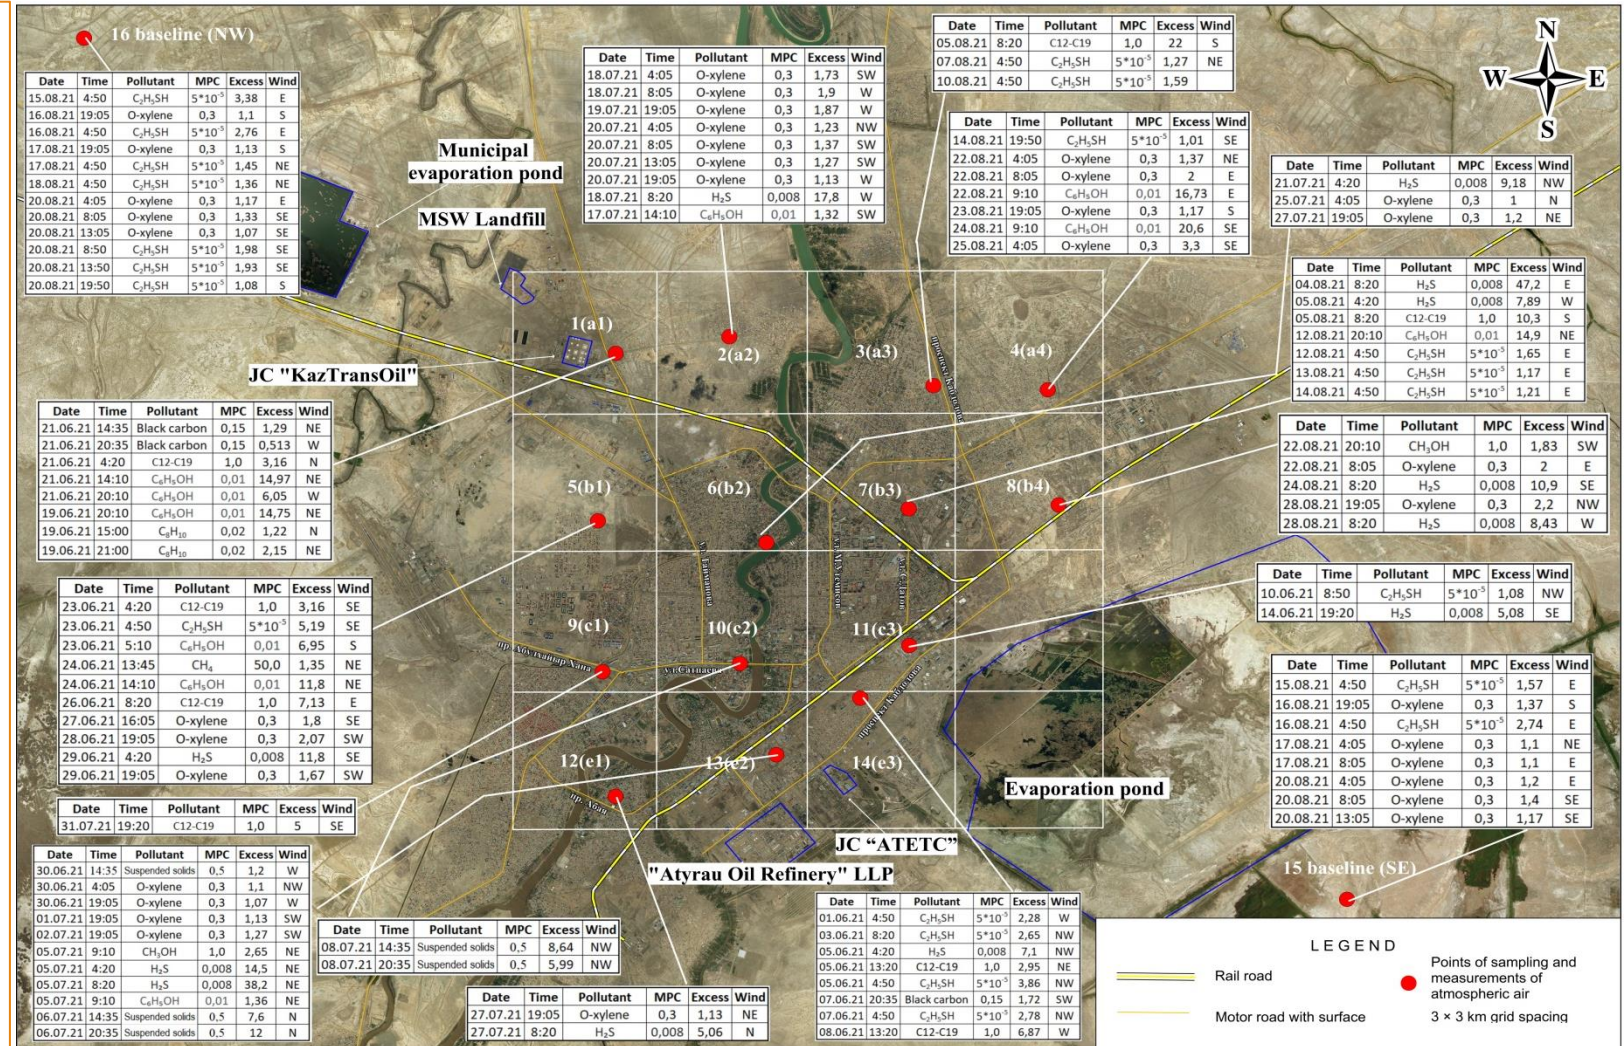 16 baseline (NW)
Date Time Pollutant MPC Excess Wind
15.08.21 4:50 C₂H₅SH 5*10⁻⁵ 3,38 E
16.08.21 19:05 O-xylene 0,3 1,1 S
16.08.21 4:50 C₂H₅SH 5*10⁻⁵ 2,76 E
17.08.21 19:05 O-xylene 0,3 1,13 S
17.08.21 4:50 C₂H₅SH 5*10⁻⁵ 1,45 NE
18.08.21 4:50 C₂H₅SH 5*10⁻⁵ 1,36 NE
20.08.21 4:05 O-xylene 0,3 1,17 E
20.08.21 8:05 O-xylene 0,3 1,33 SE
20.08.21 13:05 O-xylene 0,3 1,07 SE
20.08.21 8:50 C₂H₅SH 5*10⁻⁵ 1,98 SE
20.08.21 13:50 C₂H₅SH 5*10⁻⁵ 1,93 SE
20.08.21 19:50 C₂H₅SH 5*10⁻⁵ 1,08 S
Date Time Pollutant MPC Excess Wind
18.07.21 4:05 O-xylene 0,3 1,73 SW
18.07.21 8:05 O-xylene 0,3 1,9 W
19.07.21 19:05 O-xylene 0,3 1,87 W
20.07.21 4:05 O-xylene 0,3 1,23 NW
20.07.21 8:05 O-xylene 0,3 1,37 SW
20.07.21 13:05 O-xylene 0,3 1,27 SW
20.07.21 19:05 O-xylene 0,3 1,13 W
18.07.21 8:20 H₂S 0,008 17,8 W
17.07.21 14:10 C₆H₅OH 0,01 1,32 SW
Date Time Pollutant MPC Excess Wind
05.08.21 8:20 C12-C19 1,0 22 S
07.08.21 4:50 C₂H₅SH 5*10⁻⁵ 1,27 NE
10.08.21 4:50 C₂H₅SH 5*10⁻⁵ 1,59
N
W E
S
Date Time Pollutant MPC Excess Wind
14.08.21 19:50 C₂H₅SH 5*10⁻⁵ 1,01 SE
22.08.21 4:05 O-xylene 0,3 1,37 NE
22.08.21 8:05 O-xylene 0,3 2 E
22.08.21 9:10 C₆H₅OH 0,01 16,73 E
23.08.21 19:05 O-xylene 0,3 1,17 S
24.08.21 9:10 C₆H₅OH 0,01 20,6 SE
25.08.21 4:05 O-xylene 0,3 3,3 SE
Date Time Pollutant MPC Excess Wind
21.07.21 4:20 H₂S 0,008 9,18 NW
25.07.21 4:05 O-xylene 0,3 1 N
27.07.21 19:05 O-xylene 0,3 1,2 NE
Municipal
evaporation pond
MSW Landfill
Date Time Pollutant MPC Excess Wind
04.08.21 8:20 H₂S 0,008 47,2 E
05.08.21 4:20 H₂S 0,008 7,89 W
05.08.21 8:20 C12-C19 1,0 10,3 S
12.08.21 20:10 C₆H₅OH 0,01 14,9 NE
12.08.21 4:50 C₂H₅SH 5*10⁻⁵ 1,65 E
13.08.21 4:50 C₂H₅SH 5*10⁻⁵ 1,17 E
14.08.21 4:50 C₂H₅SH 5*10⁻⁵ 1,21 E
1(a1)
2(a2)
3(a3)
4(a4)
JC "KazTransOil"
Date Time Pollutant MPC Excess Wind
21.06.21 14:35 Black carbon 0,15 1,29 NE
21.06.21 20:35 Black carbon 0,15 0,513 W
21.06.21 4:20 C12-C19 1,0 3,16 N
21.06.21 14:10 C₆H₅OH 0,01 14,97 NE
21.06.21 20:10 C₆H₅OH 0,01 6,05 W
19.06.21 20:10 C₆H₅OH 0,01 14,75 NE
19.06.21 15:00 C₈H₁₀ 0,02 1,22 N
19.06.21 21:00 C₈H₁₀ 0,02 2,15 NE
Date Time Pollutant MPC Excess Wind
22.08.21 20:10 CH₃OH 1,0 1,83 SW
22.08.21 8:05 O-xylene 0,3 2 E
24.08.21 8:20 H₂S 0,008 10,9 SE
28.08.21 19:05 O-xylene 0,3 2,2 NW
28.08.21 8:20 H₂S 0,008 8,43 W
5(b1)
6(b2)
7(b3)
8(b4)
Date Time Pollutant MPC Excess Wind
23.06.21 4:20 C12-C19 1,0 3,16 SE
23.06.21 4:50 C₂H₅SH 5*10⁻⁵ 5,19 SE
23.06.21 5:10 C₆H₅OH 0,01 6,95 S
24.06.21 13:45 CH₄ 50,0 1,35 NE
24.06.21 14:10 C₆H₅OH 0,01 11,8 NE
26.06.21 8:20 C12-C19 1,0 7,13 E
27.06.21 16:05 O-xylene 0,3 1,8 SE
28.06.21 19:05 O-xylene 0,3 2,07 SW
29.06.21 4:20 H₂S 0,008 11,8 SE
29.06.21 19:05 O-xylene 0,3 1,67 SW
Date Time Pollutant MPC Excess Wind
10.06.21 8:50 C₂H₅SH 5*10⁻⁵ 1,08 NW
14.06.21 19:20 H₂S 0,008 5,08 SE
9(c1)
10(c2)
11(c3)
пр. Абулхайыр Хана
ул.Сатпаева
проспект Кабдолова
Date Time Pollutant MPC Excess Wind
15.08.21 4:50 C₂H₅SH 5*10⁻⁵ 1,57 E
16.08.21 19:05 O-xylene 0,3 1,37 S
16.08.21 4:50 C₂H₅SH 5*10⁻⁵ 2,74 E
17.08.21 4:05 O-xylene 0,3 1,1 NE
17.08.21 8:05 O-xylene 0,3 1,1 E
20.08.21 4:05 O-xylene 0,3 1,2 E
20.08.21 8:05 O-xylene 0,3 1,4 SE
20.08.21 13:05 O-xylene 0,3 1,17 SE
12(e1)
13(e2)
14(e3)
пр. Абая
Evaporation pond
Date Time Pollutant MPC Excess Wind
31.07.21 19:20 C12-C19 1,0 5 SE
JC “ATETC”
"Atyrau Oil Refinery" LLP
15 baseline (SE)
Date Time Pollutant MPC Excess Wind
30.06.21 14:35 Suspended solids 0,5 1,2 W
30.06.21 4:05 O-xylene 0,3 1,1 NW
30.06.21 19:05 O-xylene 0,3 1,07 W
01.07.21 19:05 O-xylene 0,3 1,13 SW
02.07.21 19:05 O-xylene 0,3 1,27 SW
05.07.21 9:10 CH₃OH 1,0 2,65 NE
05.07.21 4:20 H₂S 0,008 14,5 NE
05.07.21 8:20 H₂S 0,008 38,2 NE
05.07.21 9:10 C₆H₅OH 0,01 1,36 NE
06.07.21 14:35 Suspended solids 0,5 7,6 N
06.07.21 20:35 Suspended solids 0,5 12 N
Date Time Pollutant MPC Excess Wind
08.07.21 14:35 Suspended solids 0,5 8,64 NW
08.07.21 20:35 Suspended solids 0,5 5,99 NW
Date Time Pollutant MPC Excess Wind
27.07.21 19:05 O-xylene 0,3 1,13 NE
27.07.21 8:20 H₂S 0,008 5,06 N
Date Time Pollutant MPC Excess Wind
01.06.21 4:50 C₂H₅SH 5*10⁻⁵ 2,28 W
03.06.21 8:20 C₂H₅SH 5*10⁻⁵ 2,65 NW
05.06.21 4:20 H₂S 0,008 7,1 NW
05.06.21 13:20 C12-C19 1,0 2,95 NE
05.06.21 4:50 C₂H₅SH 5*10⁻⁵ 3,86 NW
07.06.21 20:35 Black carbon 0,15 1,72 SW
07.06.21 4:50 C₂H₅SH 5*10⁻⁵ 2,78 NW
08.06.21 13:20 C12-C19 1,0 6,87 W
LEGEND
Rail road
Motor road with surface
Points of sampling and
measurements of
atmospheric air
3 × 3 km grid spacing